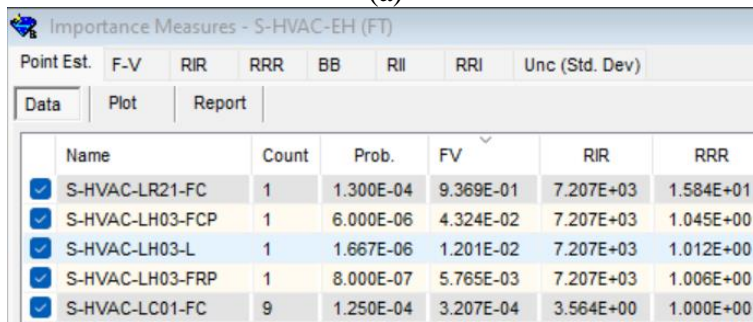 (a)
Importance Measures - S-HVAC-EH (FT)
Point Est. F-V RIR RRR BB RII RRI Unc (Std. Dev)
Data Plot Report
Name Count Prob. FV RIR RRR
S-HVAC-LR21-FC 1 1.300E-04 9.369E-01 7.207E+03 1.584E+01
S-HVAC-LH03-FCP 1 6.000E-06 4.324E-02 7.207E+03 1.045E+00
S-HVAC-LH03-L 1 1.667E-06 1.201E-02 7.207E+03 1.012E+00
S-HVAC-LH03-FRP 1 8.000E-07 5.765E-03 7.207E+03 1.006E+00
S-HVAC-LC01-FC 9 1.250E-04 3.207E-04 3.564E+00 1.000E+00